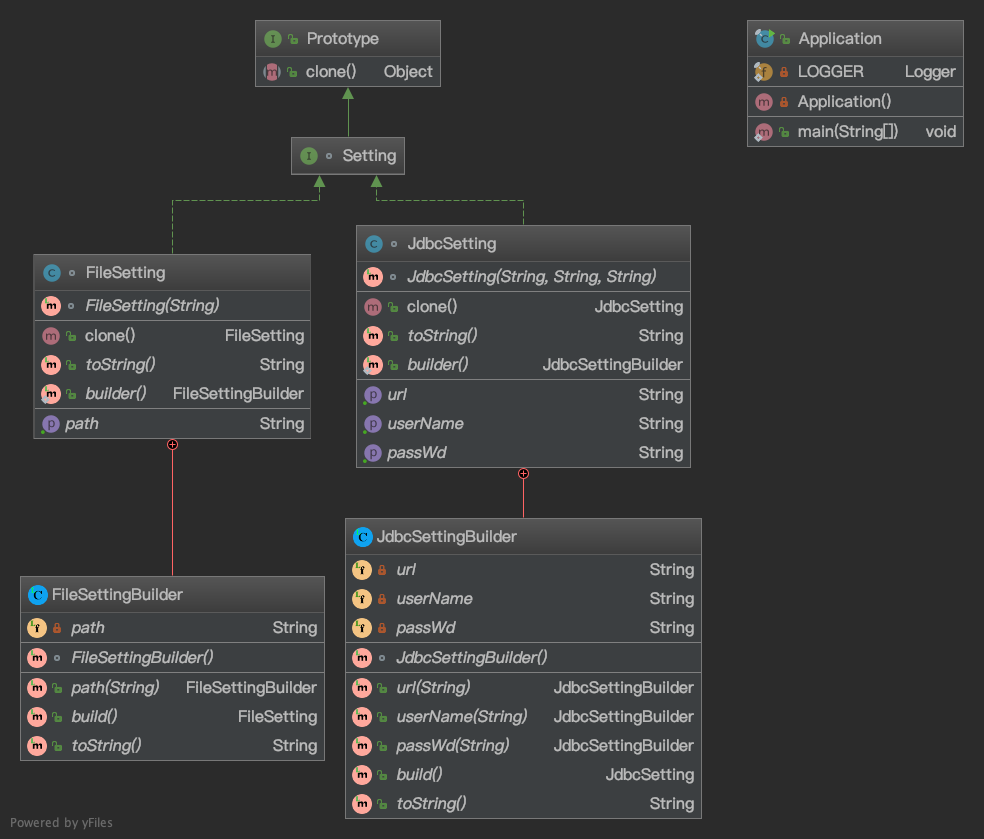 Prototype
clone() Object
Setting
Application
LOGGER Logger
Application()
main(String[]) void
FileSetting
FileSetting(String)
clone() FileSetting
toString() String
builder() FileSettingBuilder
path String
JdbcSetting
JdbcSetting(String, String, String)
clone() JdbcSetting
toString() String
builder() JdbcSettingBuilder
url String
userName String
passWd String
FileSettingBuilder
path String
FileSettingBuilder()
path(String) FileSettingBuilder
build() FileSetting
toString() String
JdbcSettingBuilder
url String
userName String
passWd String
JdbcSettingBuilder()
url(String) JdbcSettingBuilder
userName(String) JdbcSettingBuilder
passWd(String) JdbcSettingBuilder
build() JdbcSetting
toString() String
Powered by yFiles